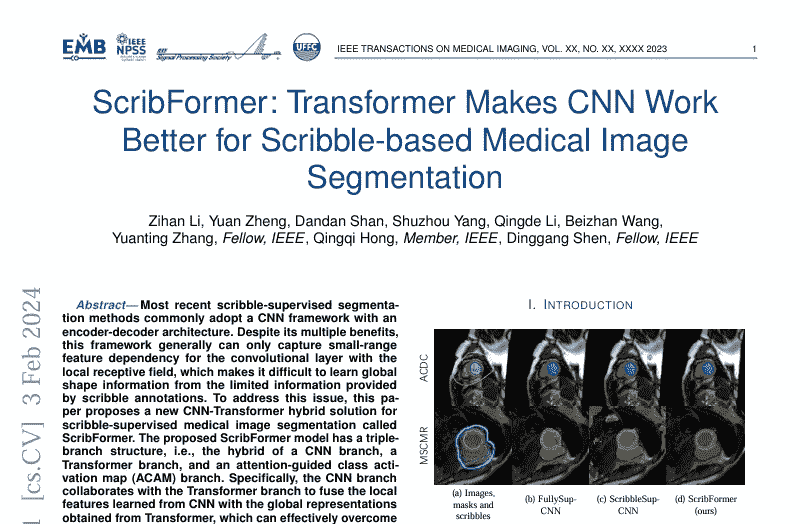 EMB
IEEE
NPSS
Signal Processing Society
UFFC
IEEE TRANSACTIONS ON MEDICAL IMAGING, VOL. XX, NO. XX, XXXX 2023
1
ScribFormer: Transformer Makes CNN Work
Better for Scribble-based Medical Image
Segmentation
Zihan Li, Yuan Zheng, Dandan Shan, Shuzhou Yang, Qingde Li, Beizhan Wang,
Yuanting Zhang, Fellow, IEEE, Qingqi Hong, Member, IEEE, Dinggang Shen, Fellow, IEEE
[cs.CV] 3 Feb 2024
Abstract—Most recent scribble-supervised segmenta-
tion methods commonly adopt a CNN framework with an
encoder-decoder architecture. Despite its multiple benefits,
this framework generally can only capture small-range
feature dependency for the convolutional layer with the
local receptive field, which makes it difficult to learn global
shape information from the limited information provided
by scribble annotations. To address this issue, this pa-
per proposes a new CNN-Transformer hybrid solution for
scribble-supervised medical image segmentation called
ScribFormer. The proposed ScribFormer model has a triple-
branch structure, i.e., the hybrid of a CNN branch, a
Transformer branch, and an attention-guided class acti-
vation map (ACAM) branch. Specifically, the CNN branch
collaborates with the Transformer branch to fuse the local
features learned from CNN with the global representations
obtained from Transformer, which can effectively overcome
I. INTRODUCTION
ACDC
MSCMR
(a) Images,
masks and
scribbles
(b) FullySup-
CNN
(c) ScribbleSup-
CNN
(d) ScribFormer
(ours)